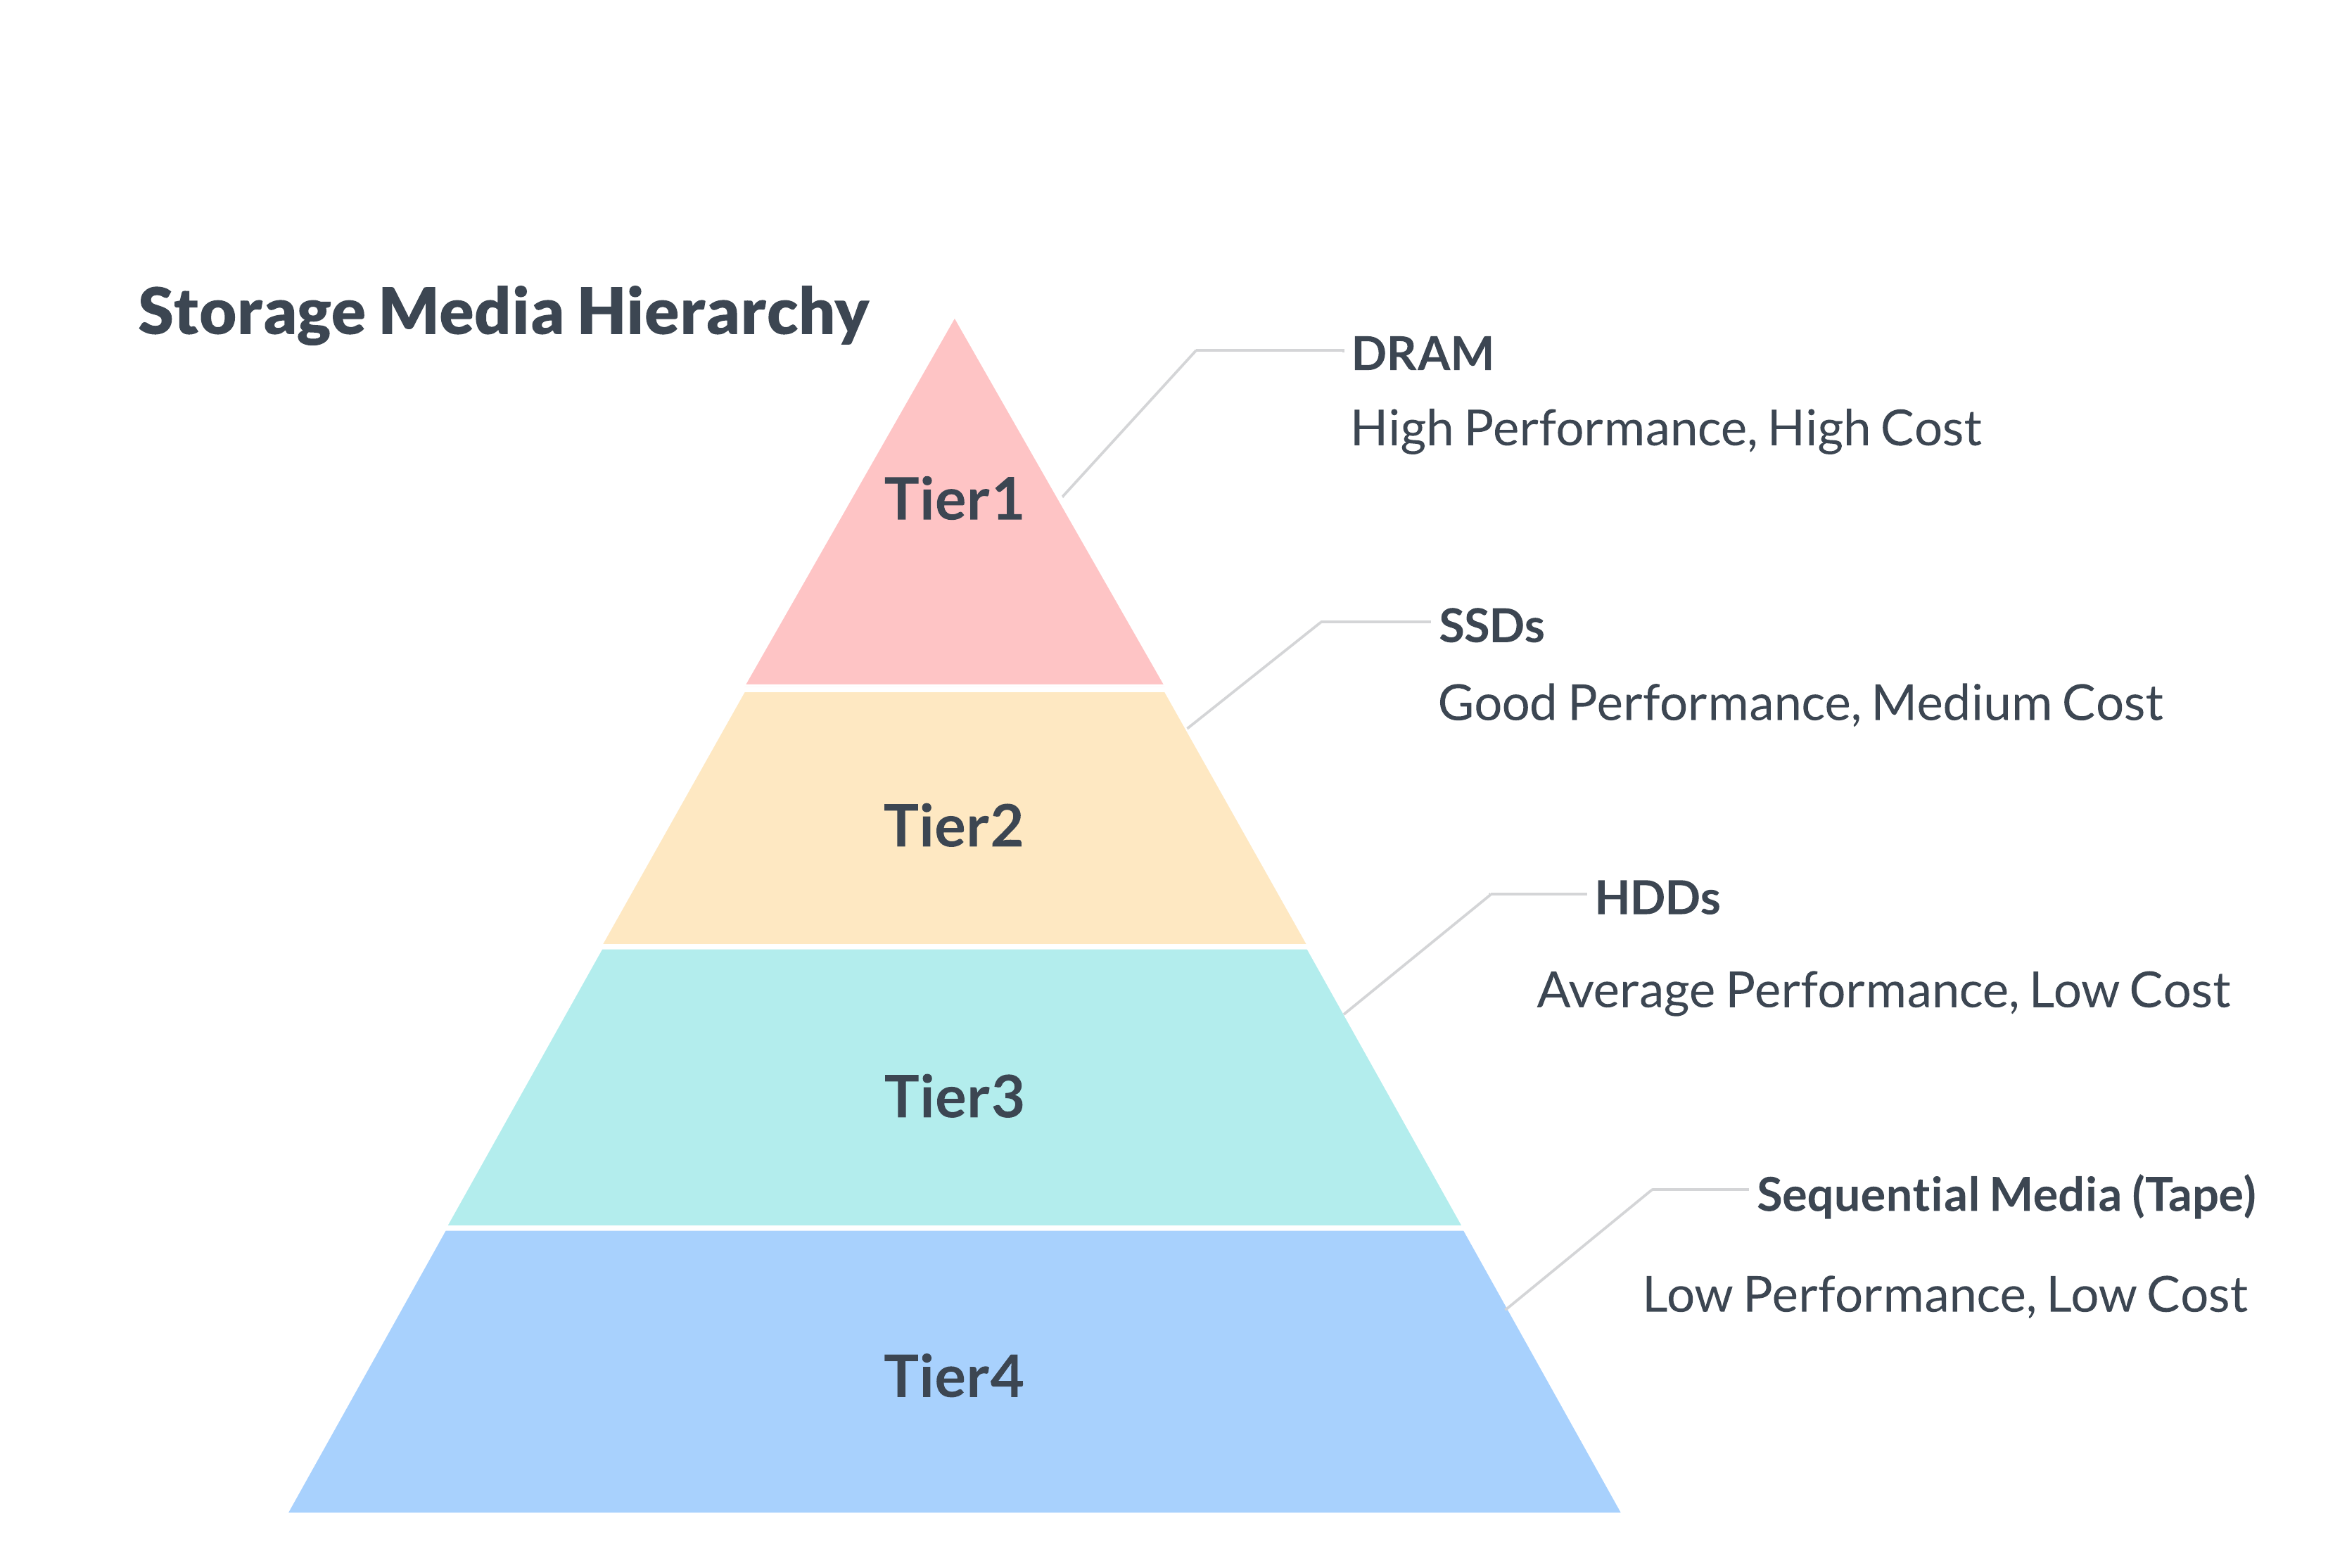 Storage Media Hierarchy
DRAM
High Performance, High Cost
Tier1
SSDs
Good Performance, Medium Cost
Tier2
HDDs
Average Performance, Low Cost
Tier3
Sequential Media (Tape)
Low Performance, Low Cost
Tier4